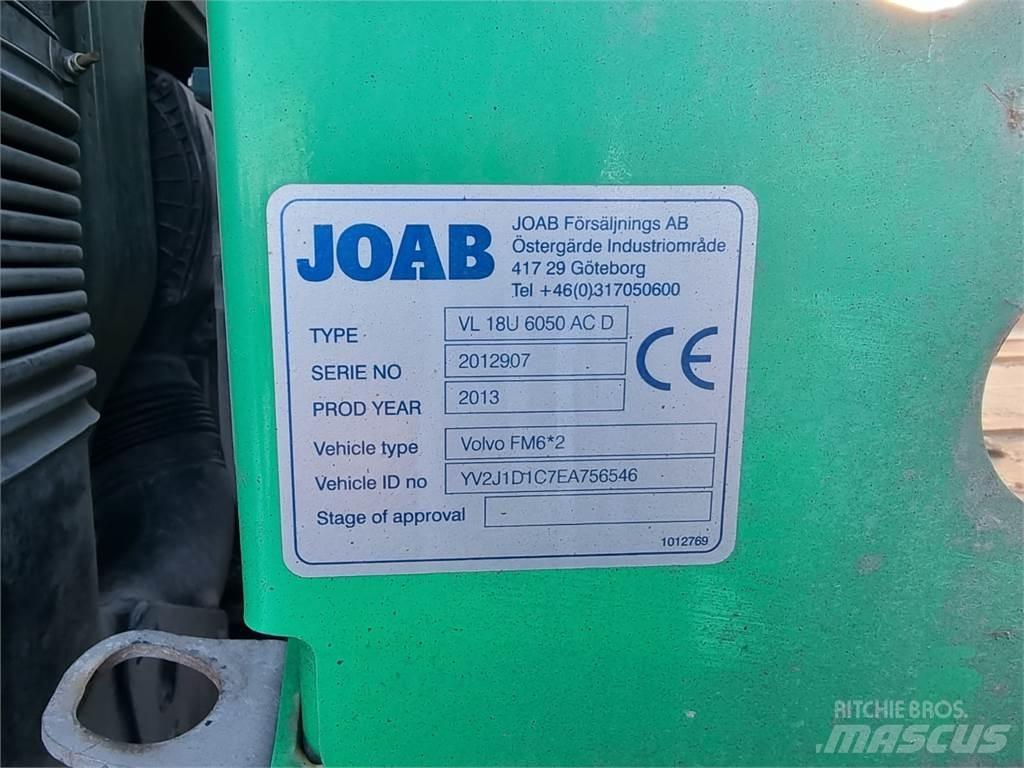 JOAB
JOAB Försäljnings AB
Östergärde Industriområde
417 29 Göteborg
Tel +46(0)317050600
TYPE VL 18U 6050 AC D
SERIE NO 2012907
PROD YEAR 2013
CE
Vehicle type Volvo FM6*2
Vehicle ID no YV2J1D1C7EA756546
Stage of approval -
1012769
RITCHIE BROS.
MASCUS